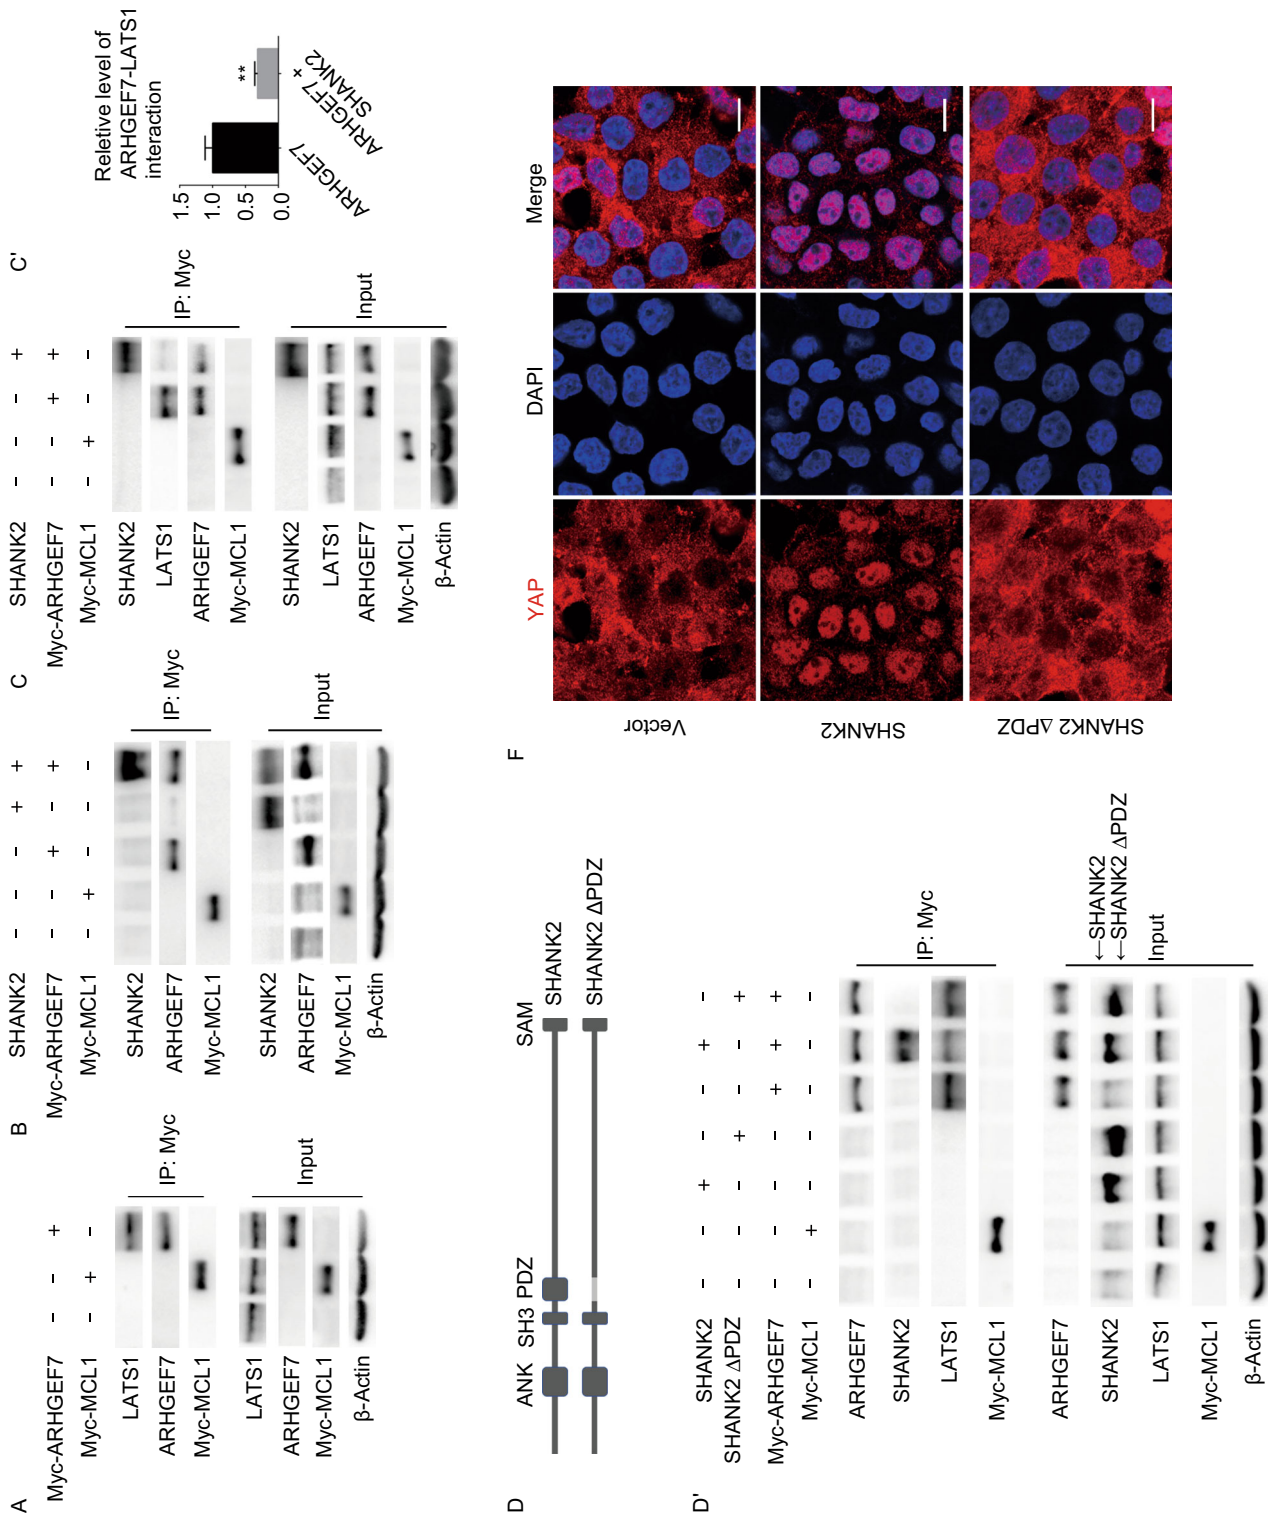 A
Myc-ARHGEF7 – – +
Myc-MCL1 – + –
LATS1
ARHGEF7
Myc-MCL1
IP: Myc
LATS1
ARHGEF7
Myc-MCL1
β-Actin
Input
B
SHANK2 – – – + +
Myc-ARHGEF7 – – + – +
Myc-MCL1 – + – – –
SHANK2
ARHGEF7
Myc-MCL1
IP: Myc
SHANK2
ARHGEF7
Myc-MCL1
β-Actin
Input
C
SHANK2 – – – +
Myc-ARHGEF7 – – + +
Myc-MCL1 – + – –
SHANK2
LATS1
ARHGEF7
Myc-MCL1
IP: Myc
SHANK2
LATS1
ARHGEF7
Myc-MCL1
β-Actin
Input
C'
Reletive level of
ARHGEF7-LATS1
interaction
1.5
1.0
0.5
0.0
**
ARHGEF7
ARHGEF7 +
SHANK2
D
ANK SH3 PDZ SAM
SHANK2
SHANK2 ΔPDZ
D'
SHANK2 – – + – – + –
SHANK2 ΔPDZ – – – + – – +
Myc-ARHGEF7 – – – – + + +
Myc-MCL1 – + – – – – –
ARHGEF7
SHANK2
LATS1
Myc-MCL1
IP: Myc
ARHGEF7
SHANK2
←SHANK2
←SHANK2 ΔPDZ
LATS1
Myc-MCL1
β-Actin
Input
F
YAP DAPI Merge
Vector
SHANK2
SHANK2 ΔPDZ